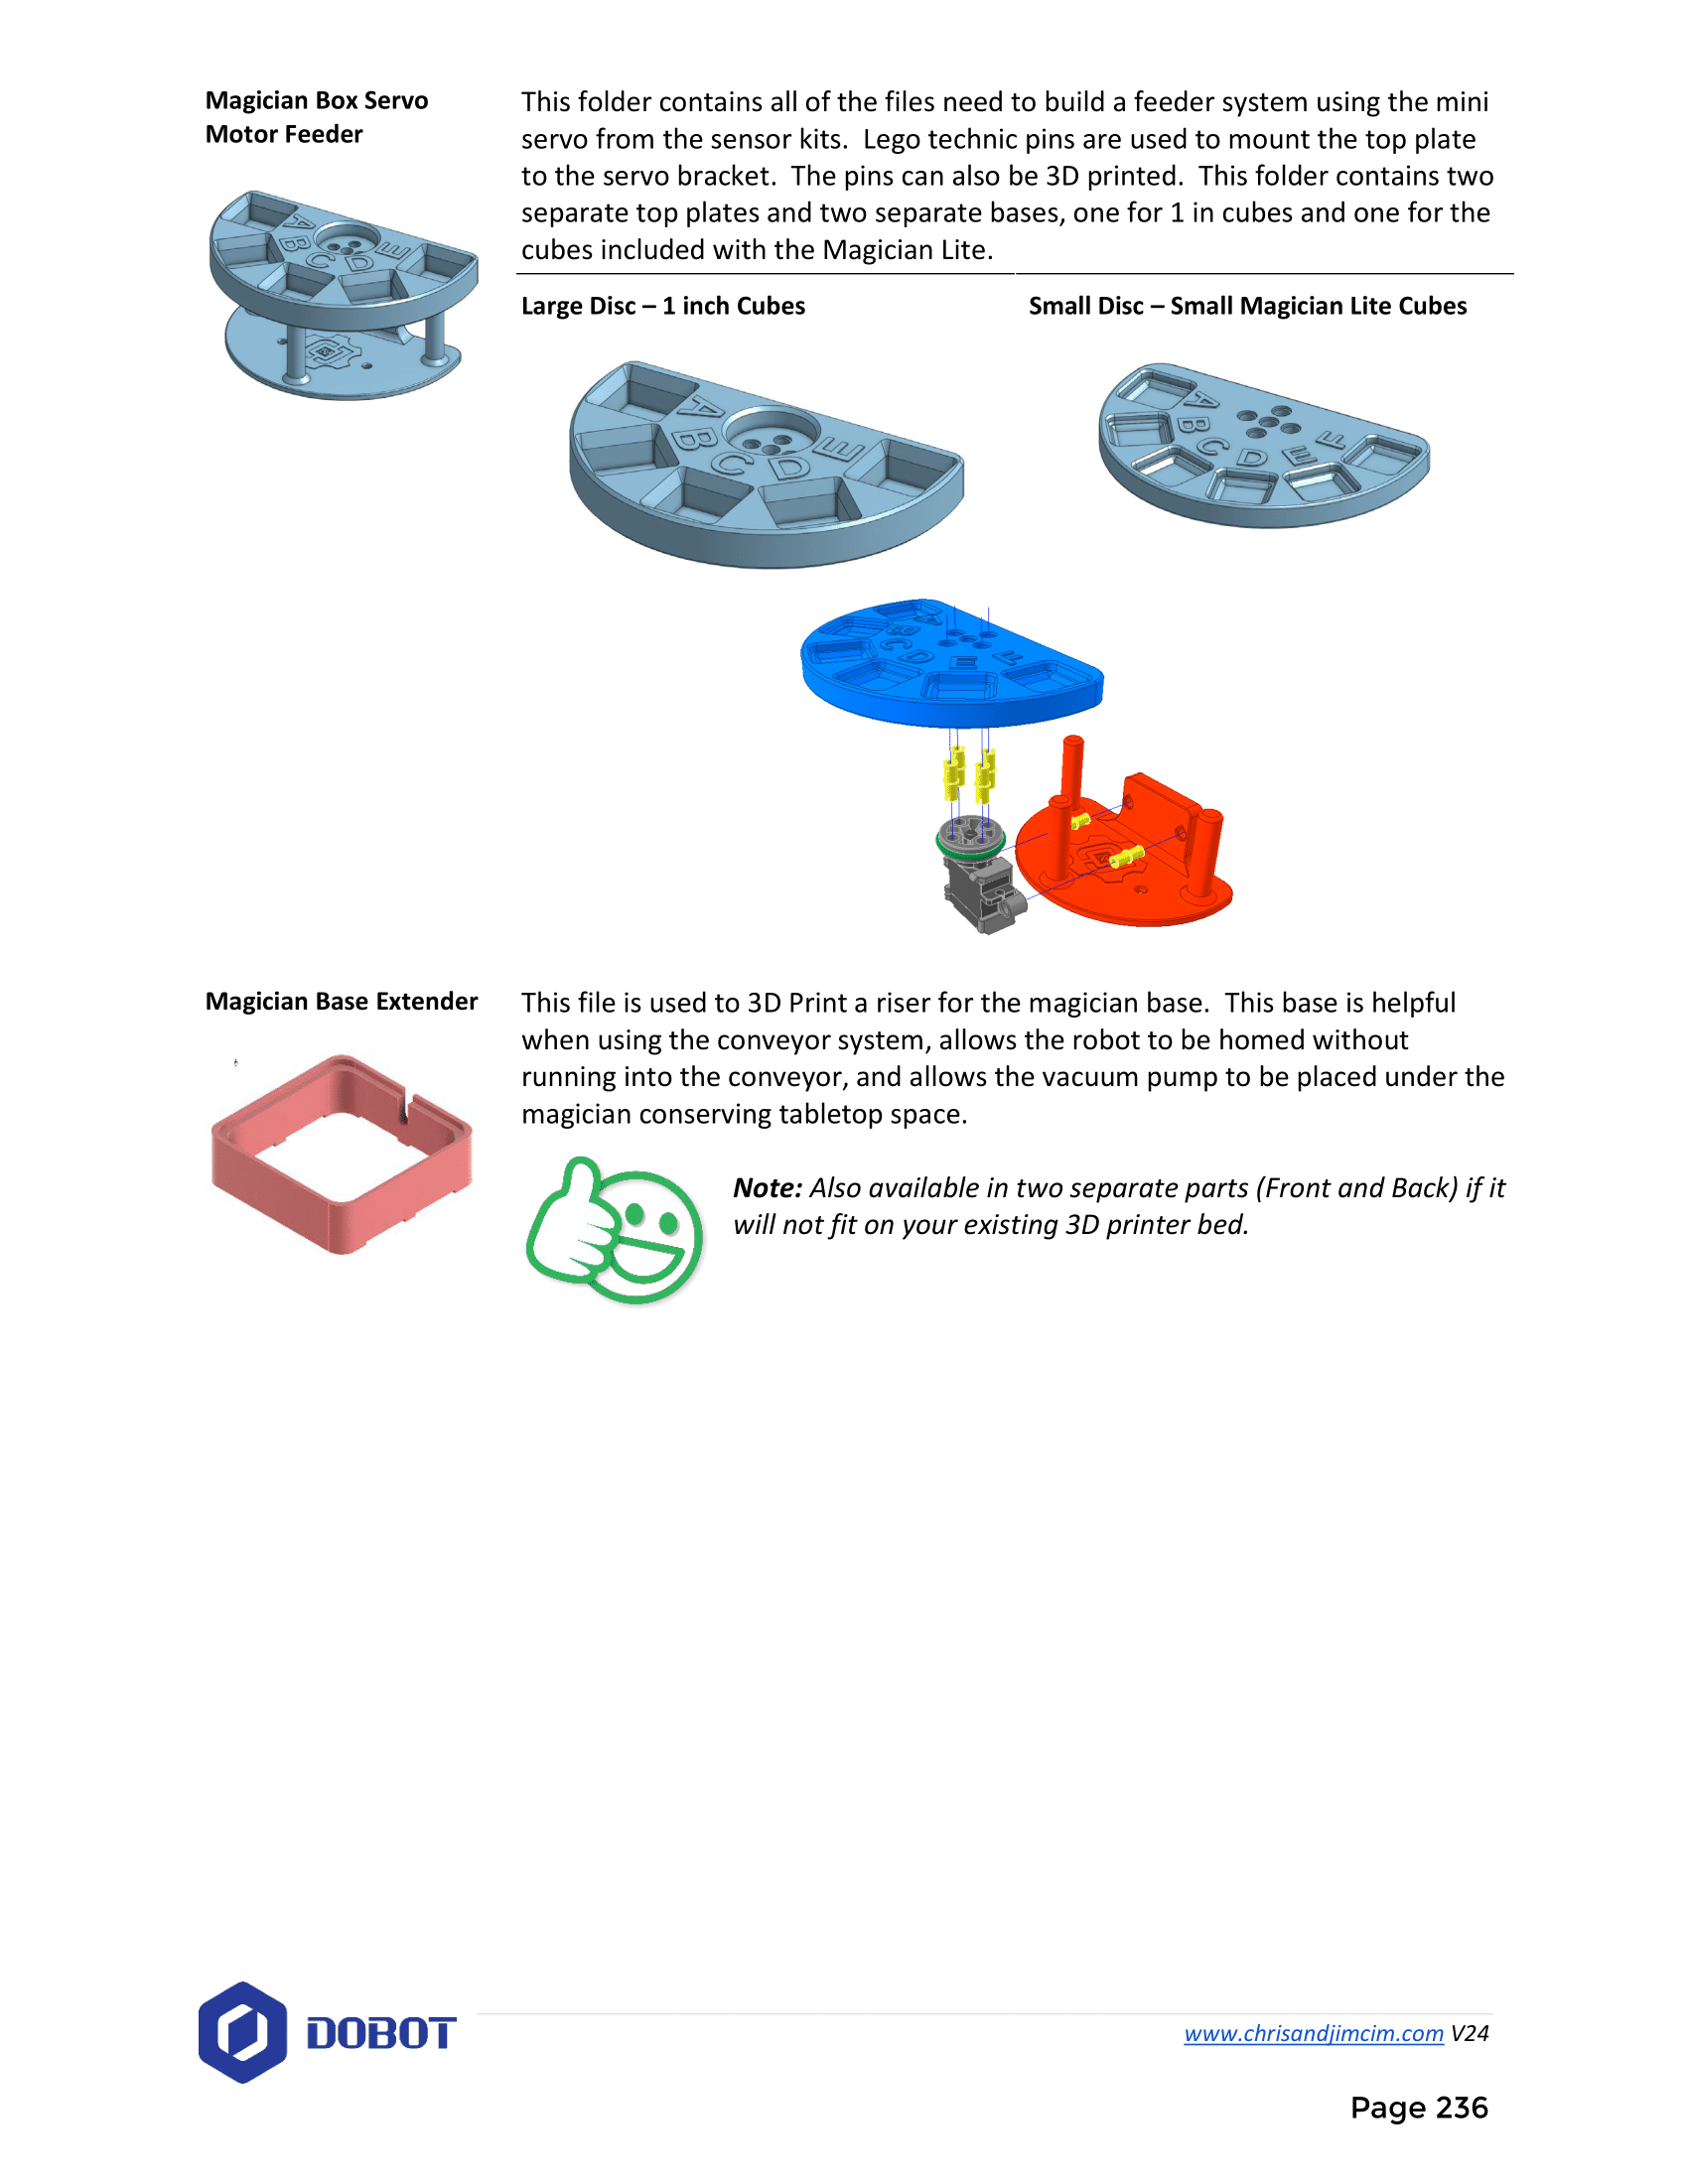 Magician Box Servo
Motor Feeder
This folder contains all of the files need to build a feeder system using the mini
servo from the sensor kits.  Lego technic pins are used to mount the top plate
to the servo bracket.  The pins can also be 3D printed.  This folder contains two
separate top plates and two separate bases, one for 1 in cubes and one for the
cubes included with the Magician Lite.
A B C D E
Large Disc – 1 inch Cubes
Small Disc – Small Magician Lite Cubes
A B C D E
A B C D E F
A B C D E F
Magician Base Extender
This file is used to 3D Print a riser for the magician base.  This base is helpful
when using the conveyor system, allows the robot to be homed without
running into the conveyor, and allows the vacuum pump to be placed under the
magician conserving tabletop space.
Note: Also available in two separate parts (Front and Back) if it
will not fit on your existing 3D printer bed.
DOBOT
www.chrisandjimcim.com V24
Page 236